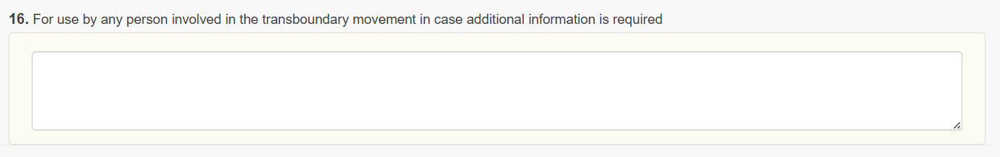 16. For use by any person involved in the transboundary movement in case additional information is required